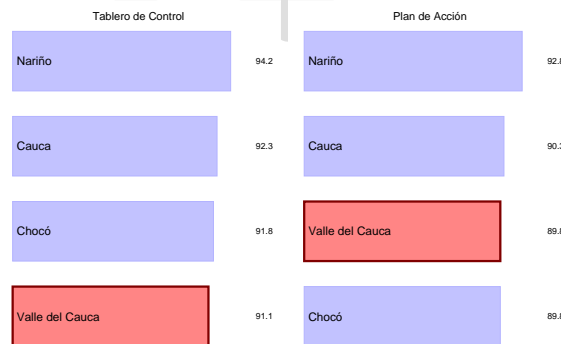 Tablero de Control
Nariño 94.2
Cauca 92.3
Chocó 91.8
Valle del Cauca 91.1
Plan de Acción
Nariño
Cauca
Valle del Cauca
Chocó